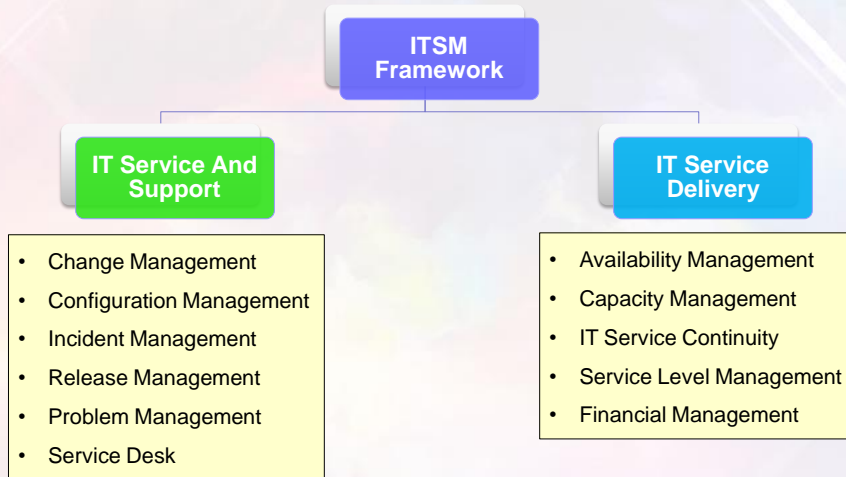 ITSM
Framework
IT Service And
Support
IT Service
Delivery
• Change Management
• Configuration Management
• Incident Management
• Release Management
• Problem Management
• Service Desk
• Availability Management
• Capacity Management
• IT Service Continuity
• Service Level Management
• Financial Management